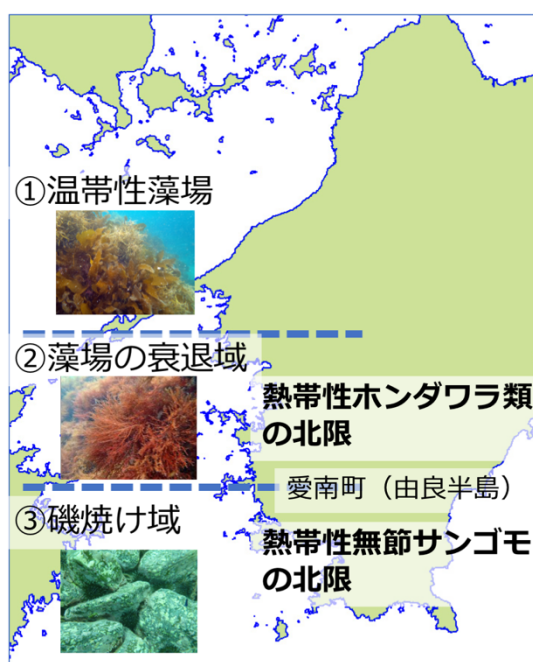 ①温帯性藻場
②藻場の衰退域
熱帯性ホンダワラ類
の北限
愛南町（由良半島）
③磯焼け域
熱帯性無節サンゴモ
の北限